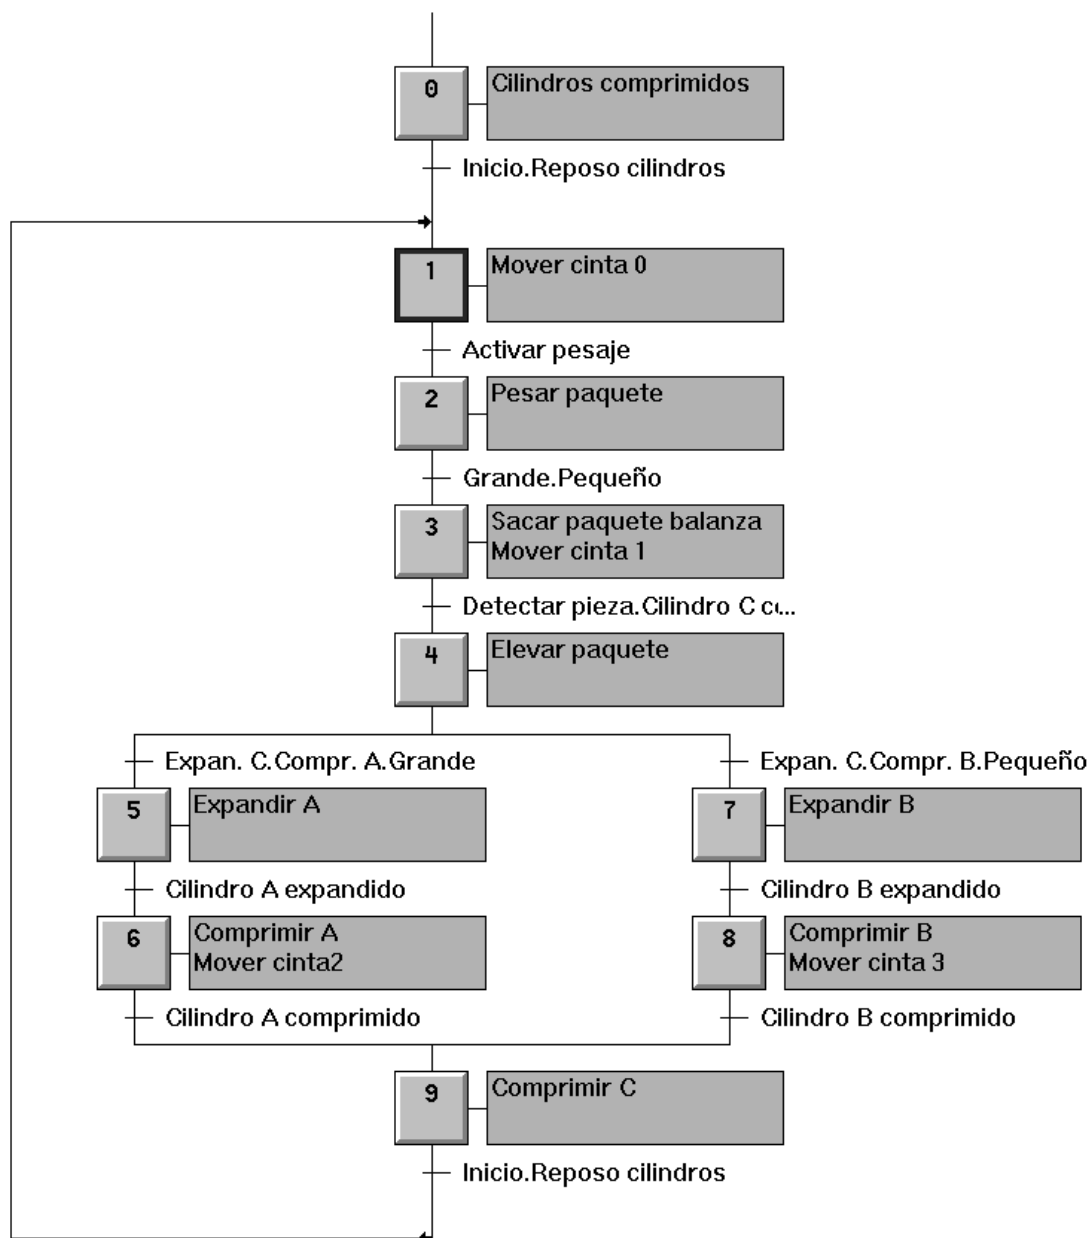 0
Cilindros comprimidos
Inicio.Reposo cilindros
1
Mover cinta 0
Activar pesaje
2
Pesar paquete
Grande.Pequeño
3
Sacar paquete balanza
Mover cinta 1
Detectar pieza.Cilindro C c...
4
Elevar paquete
Expan. C.Compr. A.Grande
Expan. C.Compr. B.Pequeño
5
Expandir A
7
Expandir B
Cilindro A expandido
Cilindro B expandido
6
Comprimir A
Mover cinta2
8
Comprimir B
Mover cinta 3
Cilindro A comprimido
Cilindro B comprimido
9
Comprimir C
Inicio.Reposo cilindros